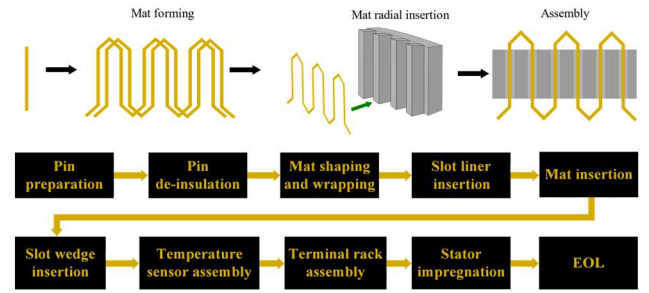 Mat forming
Mat radial insertion
Assembly
Pin
preparation
Pin
de-insulation
Mat shaping
and wrapping
Slot liner
insertion
Mat insertion
Slot wedge
insertion
Temperature
sensor assembly
Terminal rack
assembly
Stator
impregnation
EOL